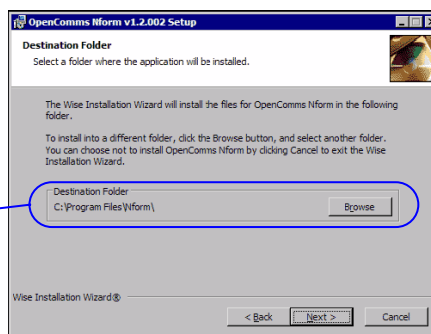 OpenComms Nform v1.2.002 Setup
Destination Folder
Select a folder where the application will be installed.
The Wise Installation Wizard will install the files for OpenComms Nform in the following
folder.
To install into a different folder, click the Browse button, and select another folder.
You can choose not to install OpenComms Nform by clicking Cancel to exit the Wise
Installation Wizard.
Destination Folder
C:\Program Files\Nform\
Browse
Wise Installation Wizard®
< Back
Next >
Cancel